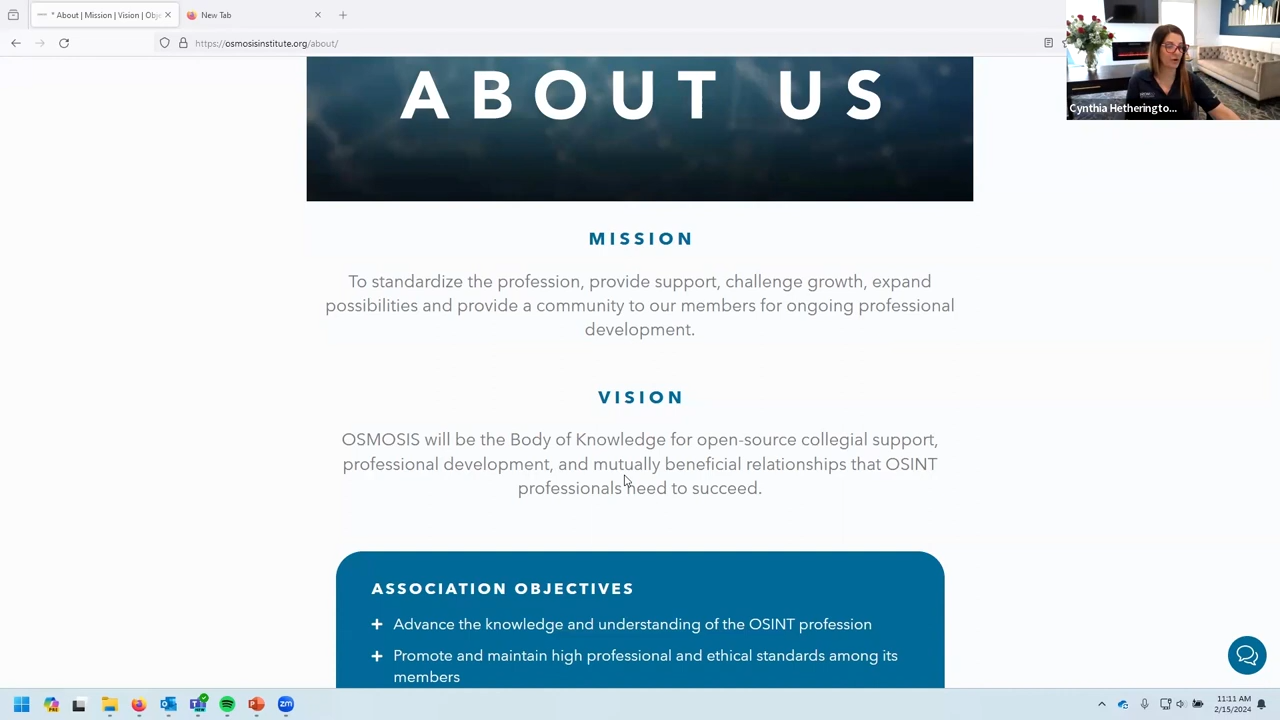 * About | Mission | Vision | Obj
New Tab
https://osmosisinstitute.org/about/
Cynthia Hetheringto...
ABOUT US
MISSION
To standardize the profession, provide support, challenge growth, expand
possibilities and provide a community to our members for ongoing professional
development.
VISION
OSMOSIS will be the Body of Knowledge for open-source collegial support,
professional development, and mutually beneficial relationships that OSINT
professionals need to succeed.
ASSOCIATION OBJECTIVES
+ Advance the knowledge and understanding of the OSINT profession
+ Promote and maintain high professional and ethical standards among its
members
11:11 AM
2/15/2024